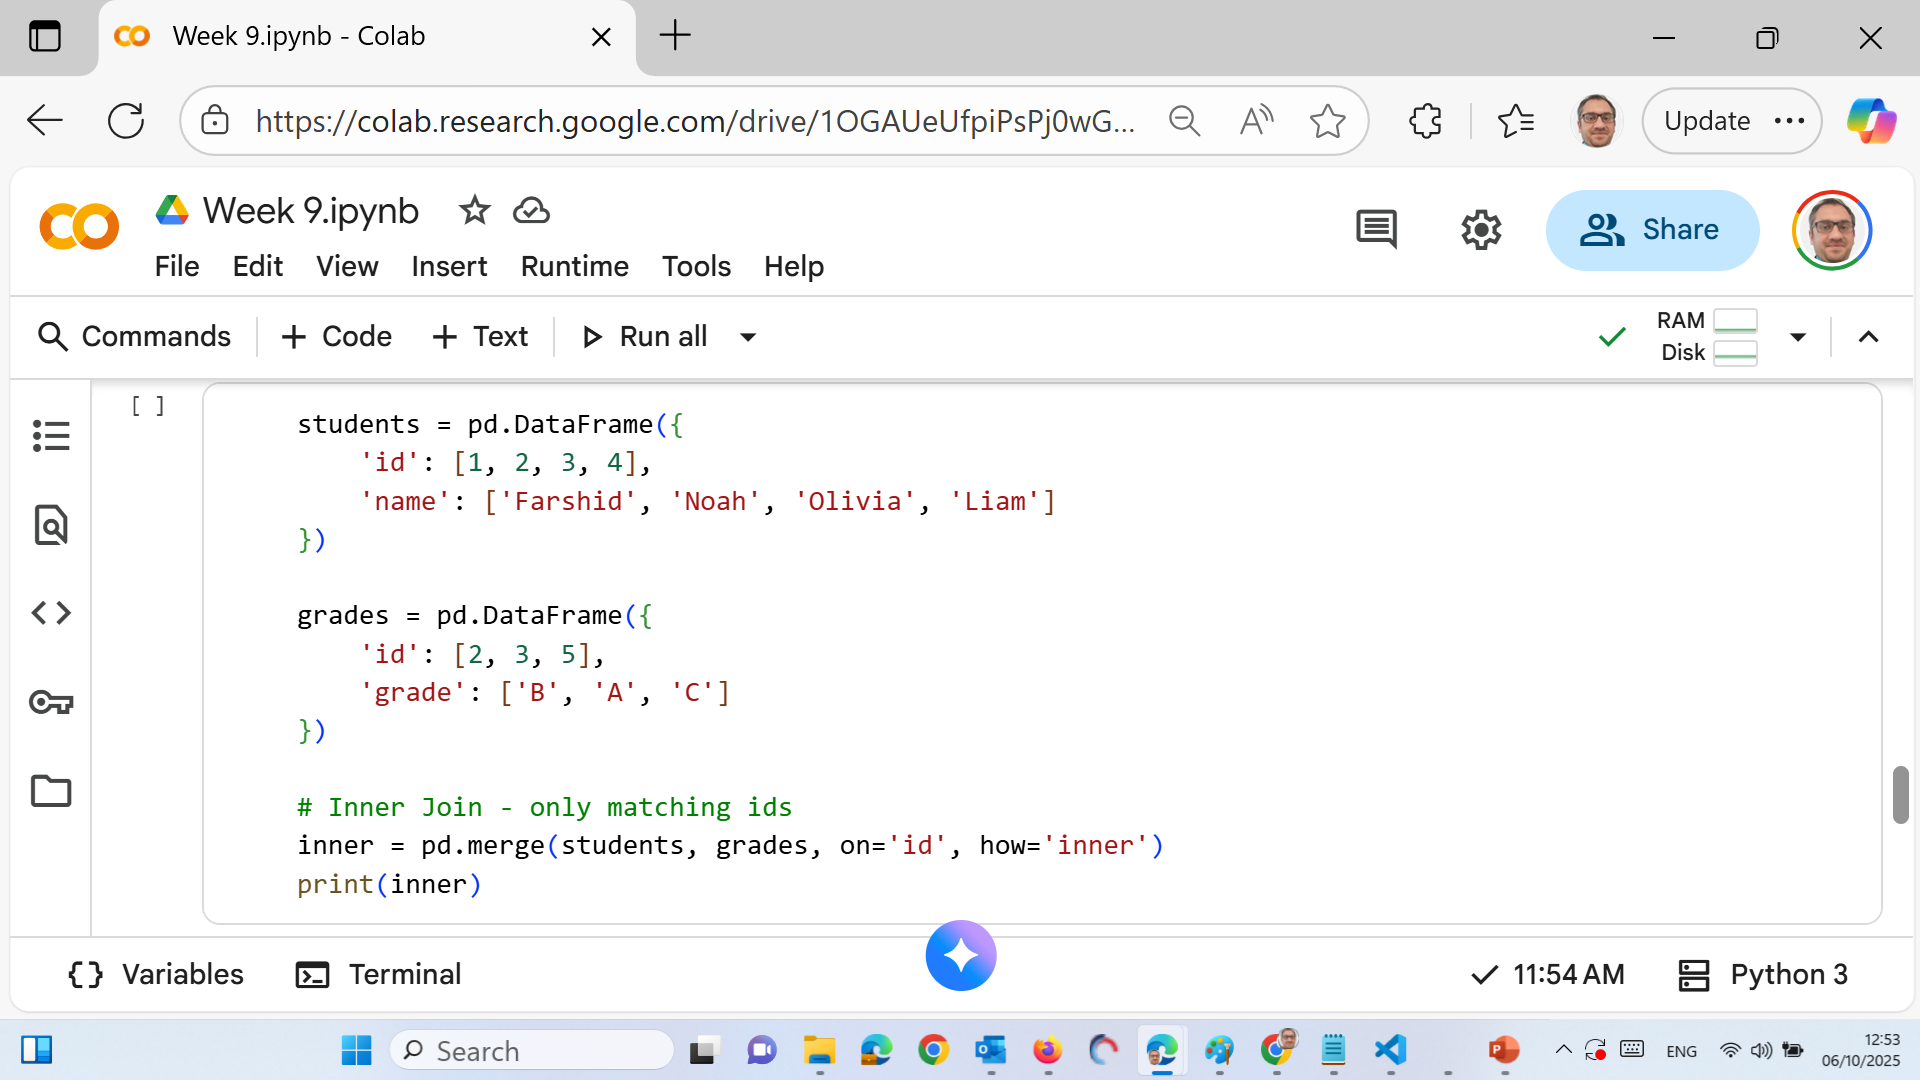 Week 9.ipynb - Colab
https://colab.research.google.com/drive/1OGAUeUfpiPsPj0wG...
Update
Week 9.ipynb
File Edit View Insert Runtime Tools Help
Share
Commands + Code + Text Run all
RAM
Disk
[ ]
students = pd.DataFrame({
    'id': [1, 2, 3, 4],
    'name': ['Farshid', 'Noah', 'Olivia', 'Liam']
})
grades = pd.DataFrame({
    'id': [2, 3, 5],
    'grade': ['B', 'A', 'C']
})
# Inner Join - only matching ids
inner = pd.merge(students, grades, on='id', how='inner')
print(inner)
{} Variables Terminal
11:54 AM Python 3
Search
ENG
12:53
06/10/2025